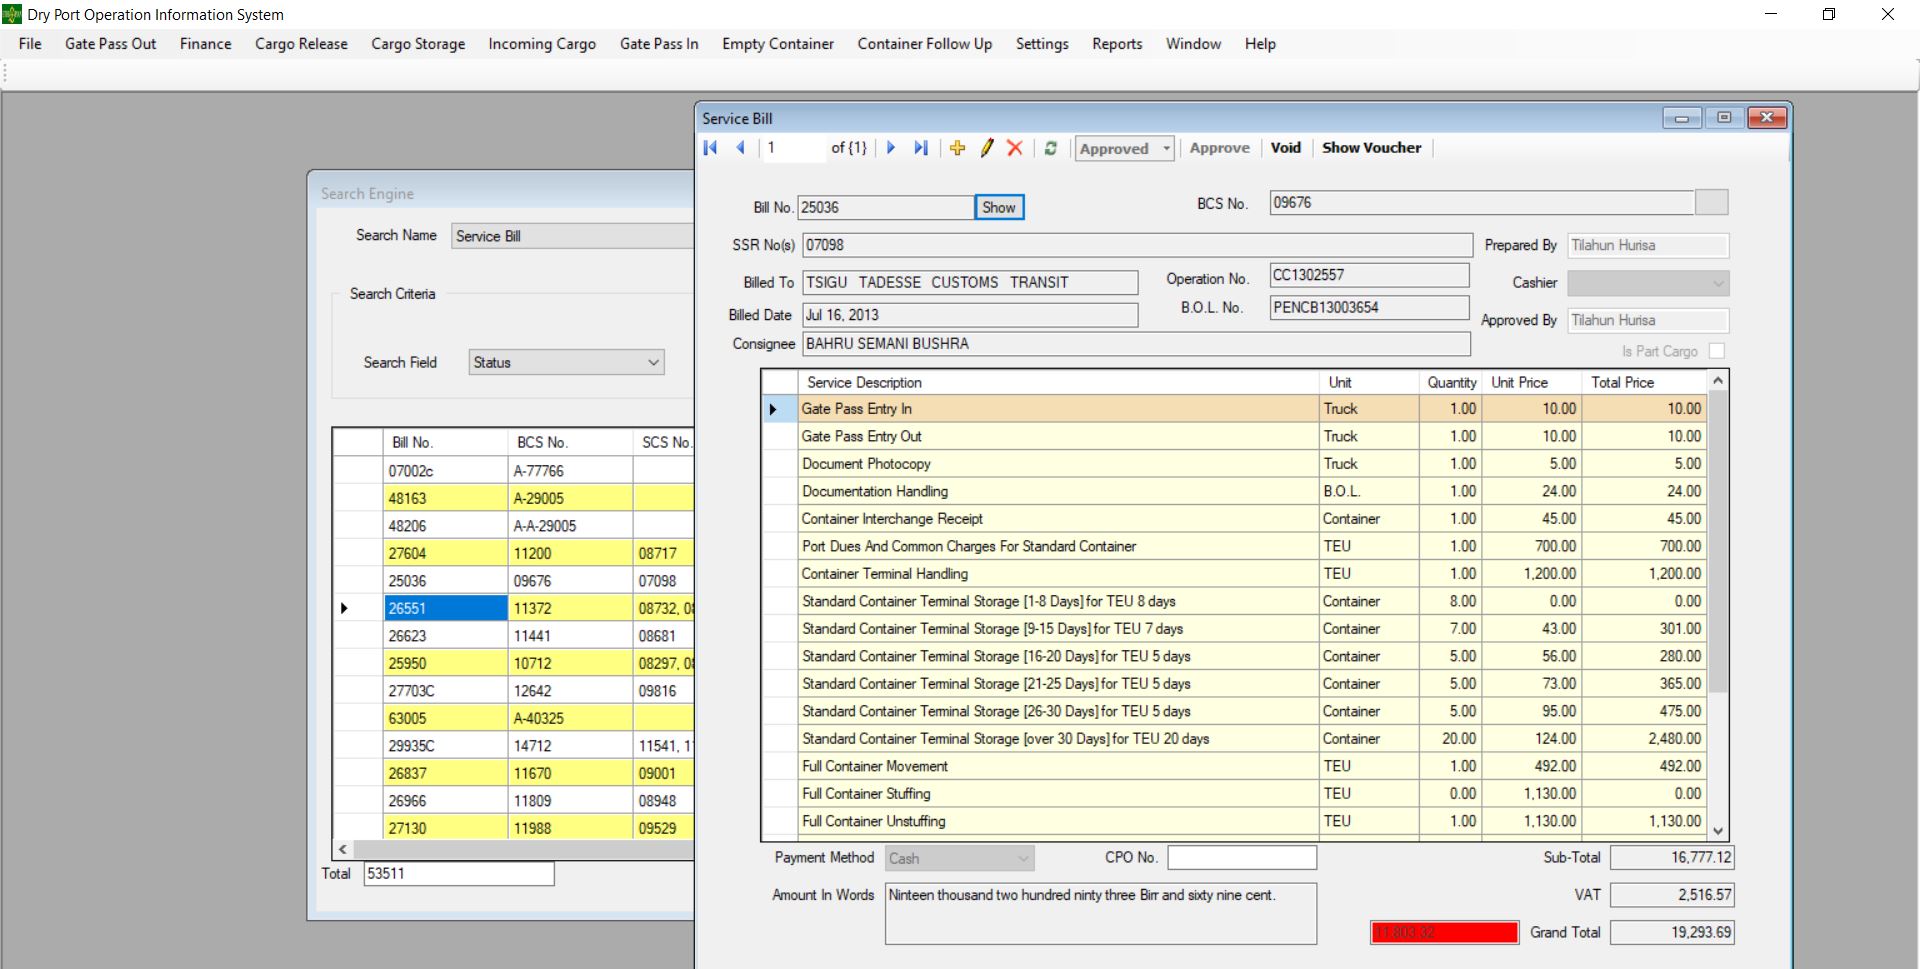 Dry Port Operation Information System
File Gate Pass Out Finance Cargo Release Cargo Storage Incoming Cargo Gate Pass In Empty Container Container Follow Up Settings Reports Window Help
Search Engine
Search Name Service Bill
Search Criteria
Search Field Status
Bill No. BCS No. SCS No.
07002c A-77766
48163 A-29005
48206 A-A-29005
27604 11200 08717
25036 09676 07098
26551 11372 08732, 0
26623 11441 08681
25950 10712 08297, 0
27703C 12642 09816
63005 A-40325
29935C 14712 11541, 1
26837 11670 09001
26966 11809 08948
27130 11988 09529
Total 53511
Service Bill
1 of {1} Approved Approve Void Show Voucher
Bill No. 25036 Show BCS No. 09676
SSR No(s) 07098 Prepared By Tilahun Hurisa
Billed To TSIGU TADESSE CUSTOMS TRANSIT Operation No. CC1302557 Cashier
Billed Date Jul 16, 2013 B.O.L. No. PENCB13003654 Approved By Tilahun Hurisa
Consignee BAHRU SEMANI BUSHRA Is Part Cargo
Service Description Unit Quantity Unit Price Total Price
Gate Pass Entry In Truck 1.00 10.00 10.00
Gate Pass Entry Out Truck 1.00 10.00 10.00
Document Photocopy Truck 1.00 5.00 5.00
Documentation Handling B.O.L. 1.00 24.00 24.00
Container Interchange Receipt Container 1.00 45.00 45.00
Port Dues And Common Charges For Standard Container TEU 1.00 700.00 700.00
Container Terminal Handling TEU 1.00 1,200.00 1,200.00
Standard Container Terminal Storage [1-8 Days] for TEU 8 days Container 8.00 0.00 0.00
Standard Container Terminal Storage [9-15 Days] for TEU 7 days Container 7.00 43.00 301.00
Standard Container Terminal Storage [16-20 Days] for TEU 5 days Container 5.00 56.00 280.00
Standard Container Terminal Storage [21-25 Days] for TEU 5 days Container 5.00 73.00 365.00
Standard Container Terminal Storage [26-30 Days] for TEU 5 days Container 5.00 95.00 475.00
Standard Container Terminal Storage [over 30 Days] for TEU 20 days Container 20.00 124.00 2,480.00
Full Container Movement TEU 1.00 492.00 492.00
Full Container Stuffing TEU 0.00 1,130.00 0.00
Full Container Unstuffing TEU 1.00 1,130.00 1,130.00
Payment Method Cash CPO No. Sub-Total 16,777.12
Amount In Words Ninteen thousand two hundred ninty three Birr and sixty nine cent. VAT 2,516.57
11,803.32 Grand Total 19,293.69